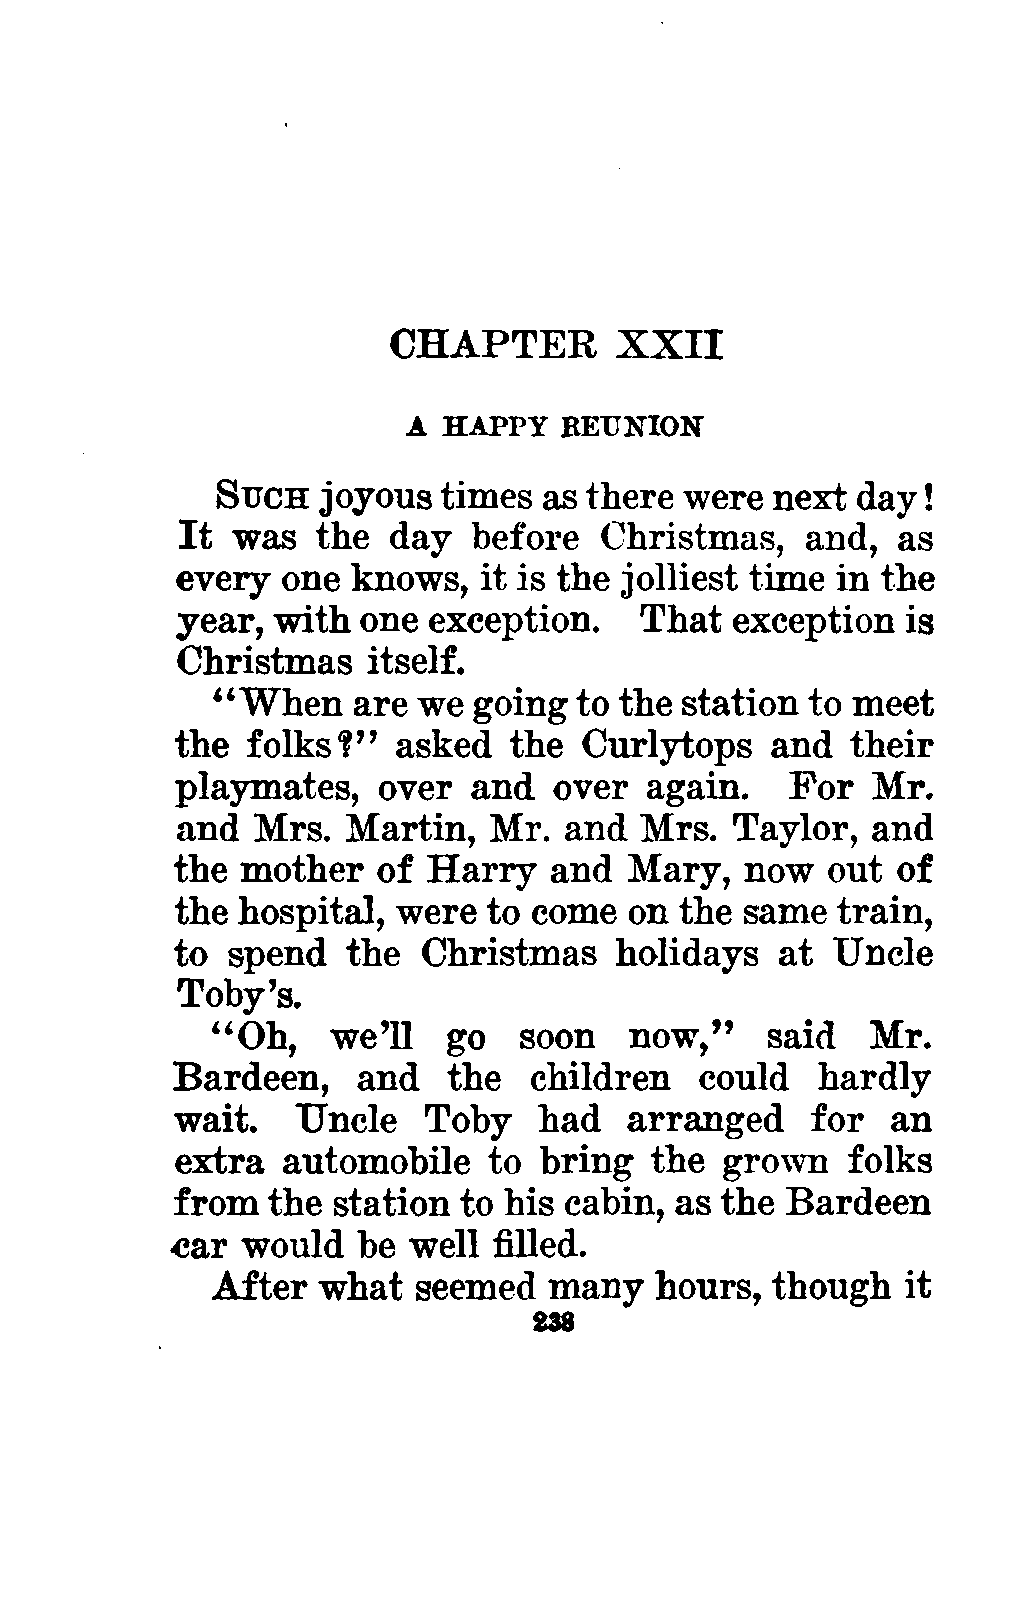 CHAPTER XXII
A HAPPY REUNION
SUCH joyous times as there were next day!
It was the day before Christmas, and, as
every one knows, it is the jolliest time in the
year, with one exception. That exception is
Christmas itself.
“When are we going to the station to meet
the folks?” asked the Curlytops and their
playmates, over and over again. For Mr.
and Mrs. Martin, Mr. and Mrs. Taylor, and
the mother of Harry and Mary, now out of
the hospital, were to come on the same train,
to spend the Christmas holidays at Uncle
Toby’s.
“Oh, we’ll go soon now,” said Mr.
Bardeen, and the children could hardly
wait. Uncle Toby had arranged for an
extra automobile to bring the grown folks
from the station to his cabin, as the Bardeen
car would be well filled.
After what seemed many hours, though it
238